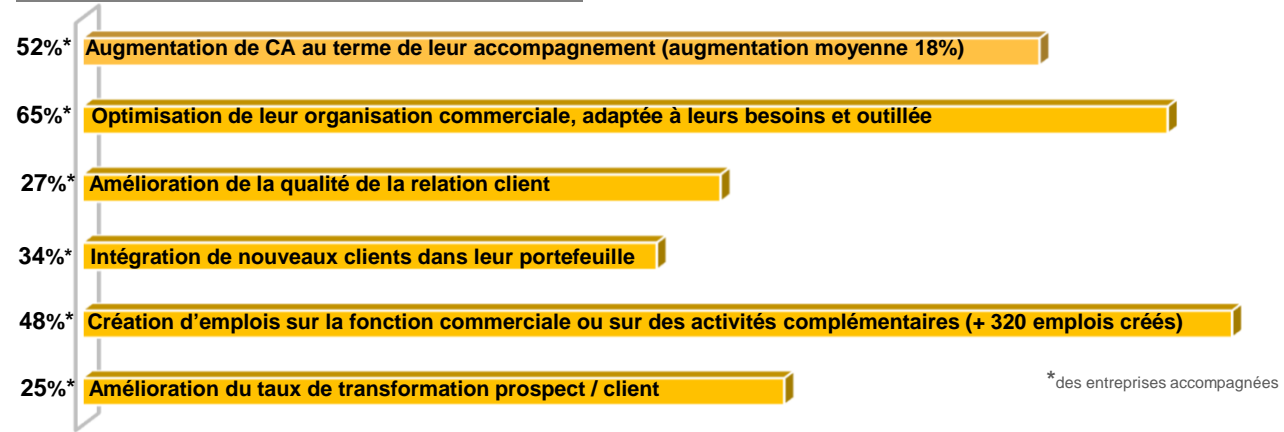 52%* Augmentation de CA au terme de leur accompagnement (augmentation moyenne 18%)
65%* Optimisation de leur organisation commerciale, adaptée à leurs besoins et outillée
27%* Amélioration de la qualité de la relation client
34%* Intégration de nouveaux clients dans leur portefeuille
48%* Création d’emplois sur la fonction commerciale ou sur des activités complémentaires (+ 320 emplois créés)
25%* Amélioration du taux de transformation prospect / client
*des entreprises accompagnées